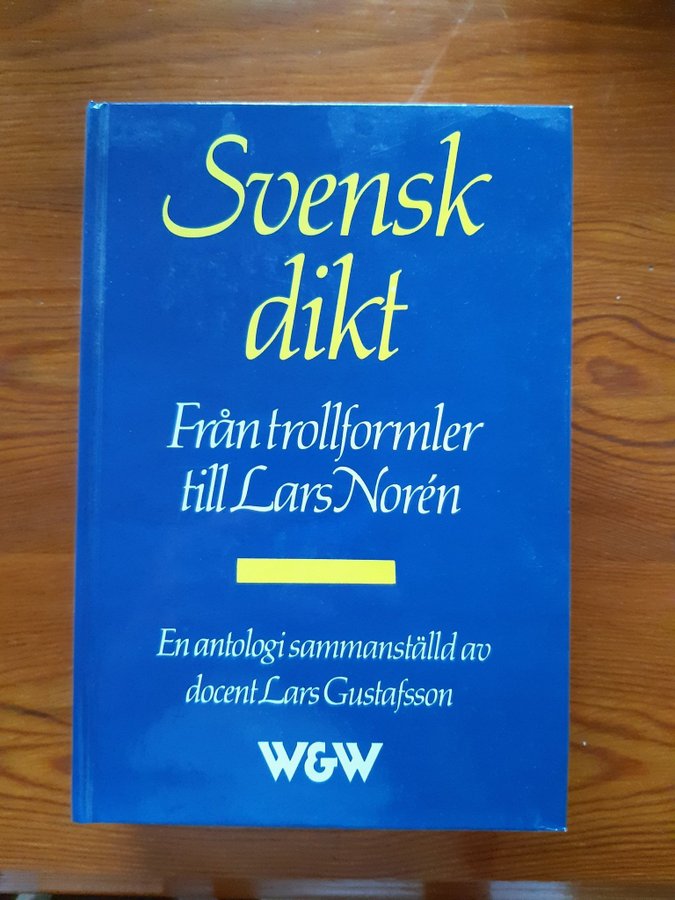 Svensk
dikt
Från trollformler
till Lars Norén
En antologi sammanställd av
docent Lars Gustafsson
W&W